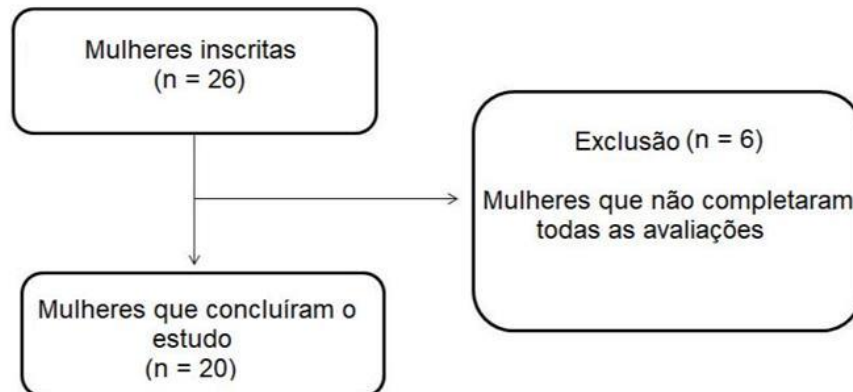 Mulheres inscritas
(n = 26)
Exclusão (n = 6)
Mulheres que não completaram
todas as avaliações
Mulheres que concluíram o
estudo
(n = 20)